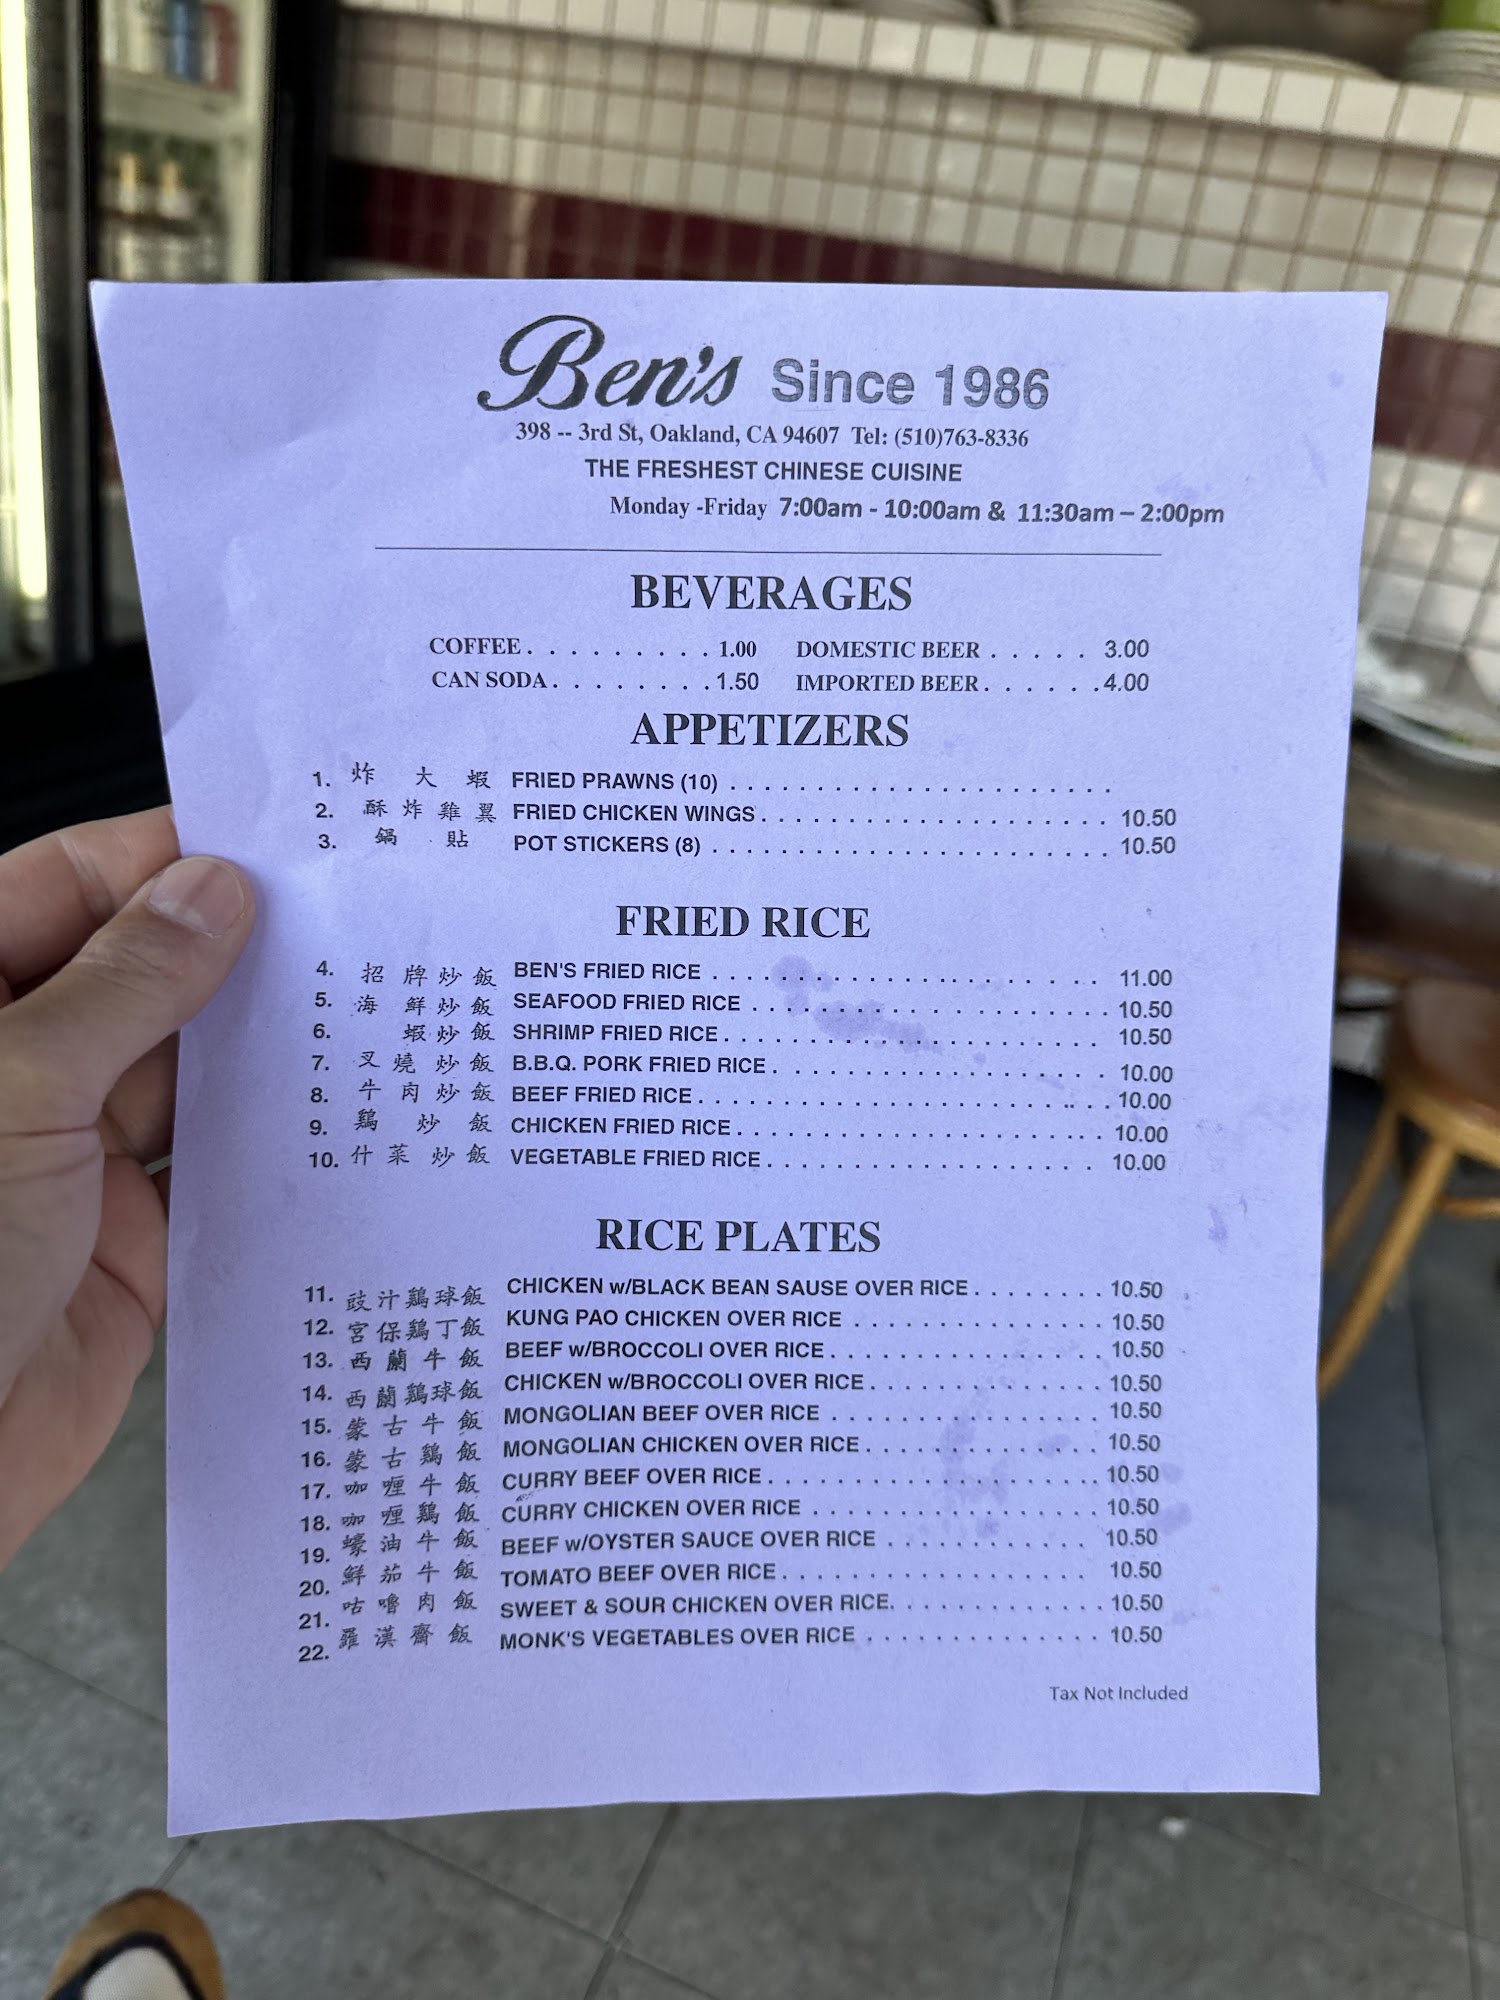 Ben's Since 1986
398 -- 3rd St, Oakland, CA 94607 Tel: (510)763-8336
THE FRESHEST CHINESE CUISINE
Monday -Friday 7:00am - 10:00am & 11:30am – 2:00pm
BEVERAGES
COFFEE . . . . . . . . . . 1.00 DOMESTIC BEER . . . . . 3.00
CAN SODA . . . . . . . . 1.50 IMPORTED BEER . . . . . . 4.00
APPETIZERS
1. 炸 大 蝦 FRIED PRAWNS (10) . . . . . . . . . . . . . . . . . . . . . .
2. 酥 炸 雞 翼 FRIED CHICKEN WINGS . . . . . . . . . . . . . . . . . . . . 10.50
3. 鍋 貼 POT STICKERS (8) . . . . . . . . . . . . . . . . . . . . . . . 10.50
FRIED RICE
4. 招 牌 炒 飯 BEN'S FRIED RICE . . . . . . . . . . . . . . . . . . . . . . 11.00
5. 海 鮮 炒 飯 SEAFOOD FRIED RICE . . . . . . . . . . . . . . . . . . . . 10.50
6. 蝦 炒 飯 SHRIMP FRIED RICE . . . . . . . . . . . . . . . . . . . . . . 10.50
7. 叉 燒 炒 飯 B.B.Q. PORK FRIED RICE . . . . . . . . . . . . . . . . . . . 10.00
8. 牛 肉 炒 飯 BEEF FRIED RICE . . . . . . . . . . . . . . . . . . . . . . . 10.00
9. 鷄 炒 飯 CHICKEN FRIED RICE . . . . . . . . . . . . . . . . . . . . . 10.00
10. 什 菜 炒 飯 VEGETABLE FRIED RICE . . . . . . . . . . . . . . . . . . . 10.00
RICE PLATES
11. 豉 汁 鷄 球 飯 CHICKEN w/BLACK BEAN SAUSE OVER RICE . . . . . . . . 10.50
12. 宮 保 鷄 丁 飯 KUNG PAO CHICKEN OVER RICE . . . . . . . . . . . . . . 10.50
13. 西 蘭 牛 飯 BEEF w/BROCCOLI OVER RICE . . . . . . . . . . . . . . . 10.50
14. 西 蘭 鷄 球 飯 CHICKEN w/BROCCOLI OVER RICE . . . . . . . . . . . . . 10.50
15. 蒙 古 牛 飯 MONGOLIAN BEEF OVER RICE . . . . . . . . . . . . . . . 10.50
16. 蒙 古 鷄 飯 MONGOLIAN CHICKEN OVER RICE . . . . . . . . . . . . . 10.50
17. 咖 喱 牛 飯 CURRY BEEF OVER RICE . . . . . . . . . . . . . . . . . . . 10.50
18. 咖 喱 鷄 飯 CURRY CHICKEN OVER RICE . . . . . . . . . . . . . . . . 10.50
19. 蠔 油 牛 飯 BEEF w/OYSTER SAUCE OVER RICE . . . . . . . . . . . . 10.50
20. 鮮 茄 牛 飯 TOMATO BEEF OVER RICE . . . . . . . . . . . . . . . . . 10.50
21. 咕 嚕 肉 飯 SWEET & SOUR CHICKEN OVER RICE . . . . . . . . . . . . 10.50
22. 羅 漢 齋 飯 MONK'S VEGETABLES OVER RICE . . . . . . . . . . . . . 10.50
Tax Not Included